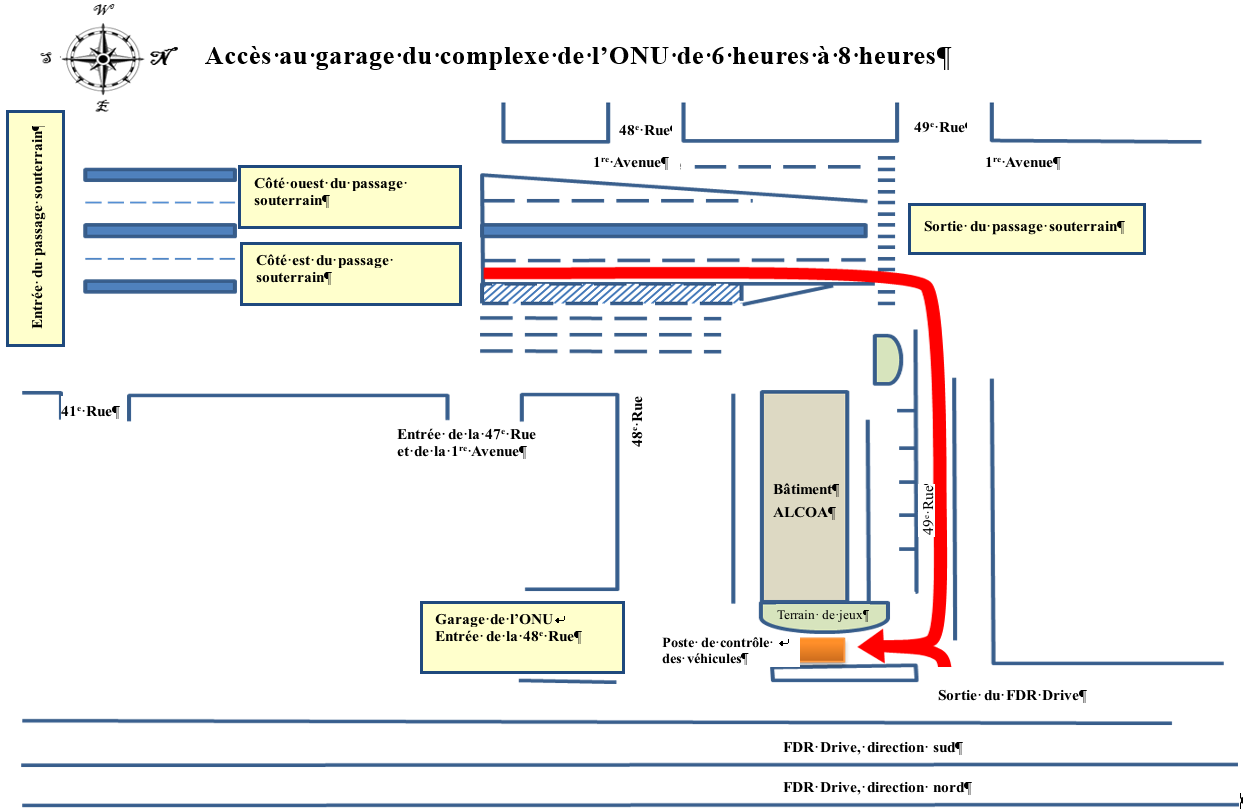 W
S
N
E
Accès·au·garage·du·complexe·de·l’ONU·de·6·heures·à·8·heures¶
48ᵉ·Rue
49ᵉ·Rue
1ʳᵉ·Avenue¶
1ʳᵉ·Avenue¶
Entrée·du·passage·souterrain¶
Côté·ouest·du·passage·
souterrain¶
Côté·est·du·passage·
souterrain¶
Sortie·du·passage·souterrain¶
41ᵉ·Rue¶
Entrée·de·la·47ᵉ·Rue
et·de·la·1ʳᵉ·Avenue¶
48ᵉ·Rue
49ᵉ·Rue
Bâtiment¶
ALCOA¶
Terrain·de·jeux¶
Garage·de·l’ONU↵
Entrée·de·la·48ᵉ·Rue¶
Poste·de·contrôle·↵
des·véhicules¶
Sortie·du·FDR·Drive¶
FDR·Drive,·direction·sud¶
FDR·Drive,·direction·nord¶